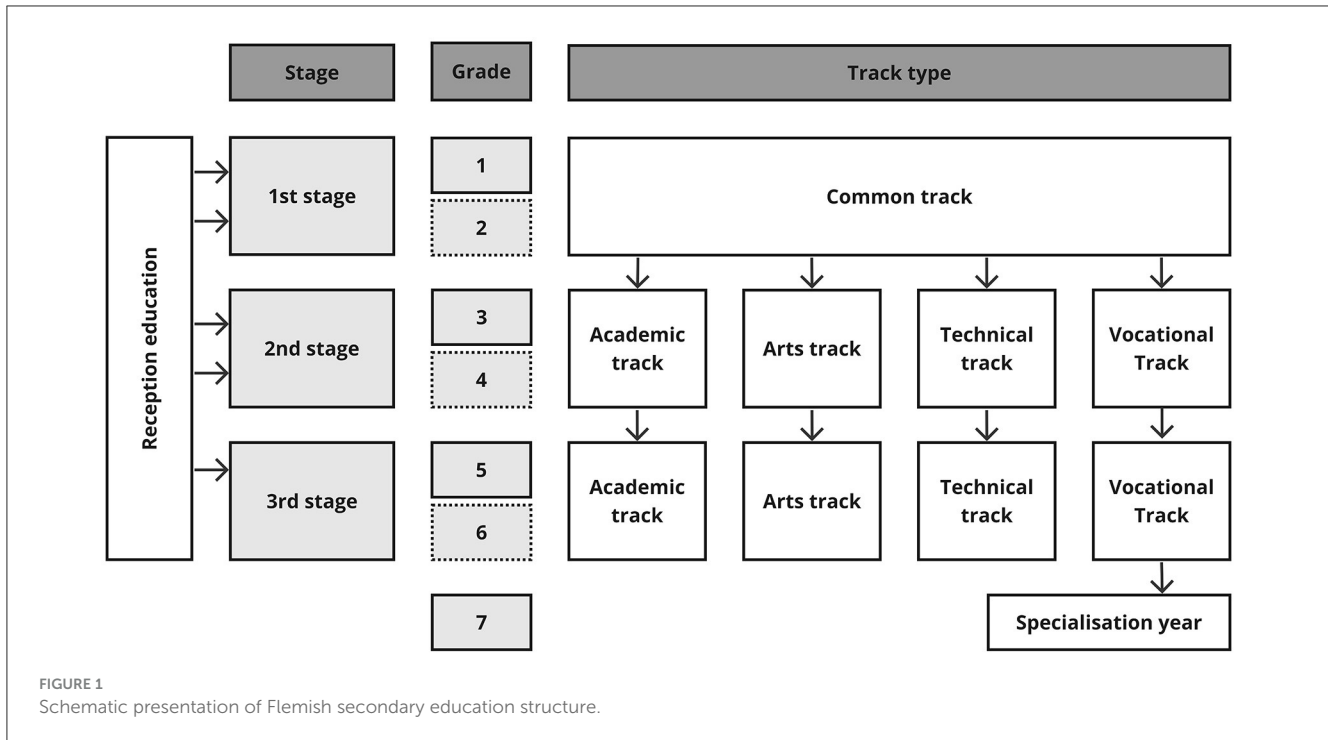 Stage
Grade
Track type
Reception education
1st stage
1
2
Common track
2nd stage
3
4
Academic
track
Arts track
Technical
track
Vocational
Track
3rd stage
5
6
Academic
track
Arts track
Technical
track
Vocational
Track
7
Specialisation year
FIGURE 1
Schematic presentation of Flemish secondary education structure.